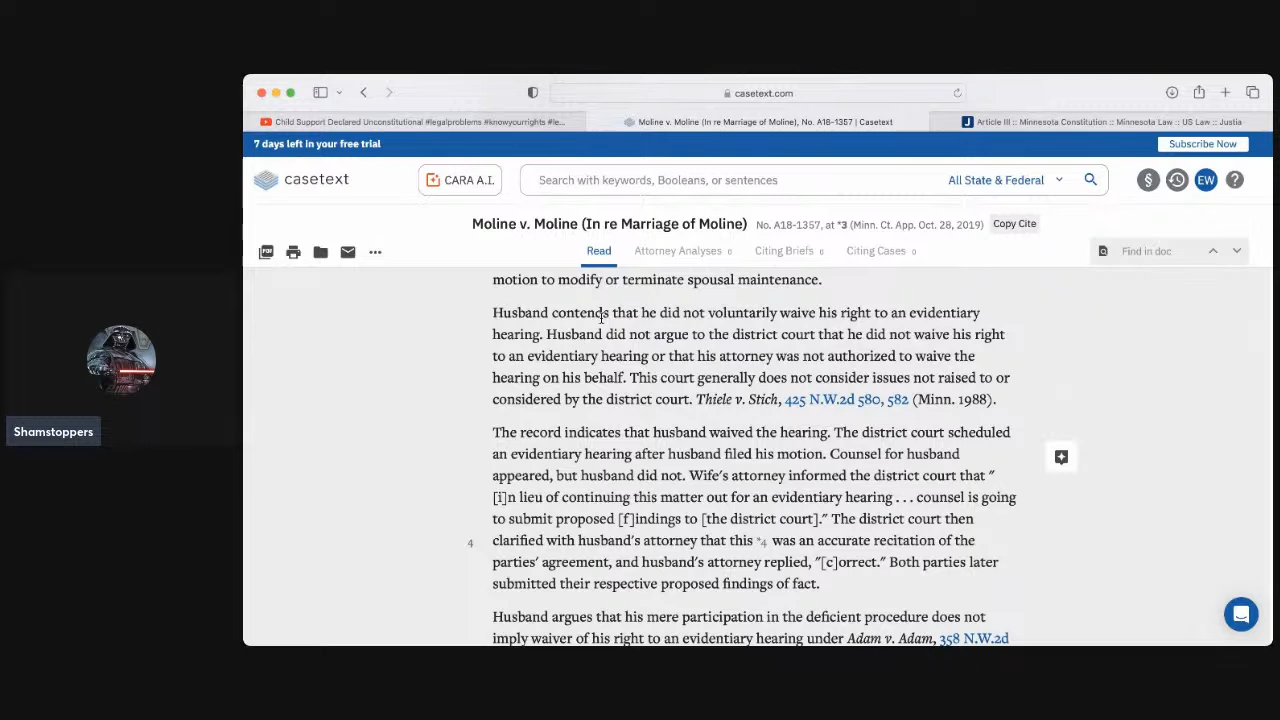 casetext.com
Child Support Declared Unconstitutional #legalproblems #knowyourrights #le...
Moline v. Moline (In re Marriage of Moline), No. A18-1357 | Casetext
J Article III :: Minnesota Constitution :: Minnesota Law :: US Law :: Justia
7 days left in your free trial
Subscribe Now
casetext
CARA A.I.
Search with keywords, Booleans, or sentences
All State & Federal
§
EW
?
Moline v. Moline (In re Marriage of Moline) No. A18-1357, at *3 (Minn. Ct. App. Oct. 28, 2019) Copy Cite
PDF
Read Attorney Analyses 0 Citing Briefs 0 Citing Cases 0
Find in doc
motion to modify or terminate spousal maintenance.
Husband contends that he did not voluntarily waive his right to an evidentiary
hearing. Husband did not argue to the district court that he did not waive his right
to an evidentiary hearing or that his attorney was not authorized to waive the
hearing on his behalf. This court generally does not consider issues not raised to or
considered by the district court. Thiele v. Stich, 425 N.W.2d 580, 582 (Minn. 1988).
The record indicates that husband waived the hearing. The district court scheduled
an evidentiary hearing after husband filed his motion. Counsel for husband
appeared, but husband did not. Wife's attorney informed the district court that "
[i]n lieu of continuing this matter out for an evidentiary hearing . . . counsel is going
to submit proposed [f]indings to [the district court]." The district court then
4 clarified with husband's attorney that this *4 was an accurate recitation of the
parties' agreement, and husband's attorney replied, "[c]orrect." Both parties later
submitted their respective proposed findings of fact.
Husband argues that his mere participation in the deficient procedure does not
imply waiver of his right to an evidentiary hearing under Adam v. Adam, 358 N.W.2d
Shamstoppers